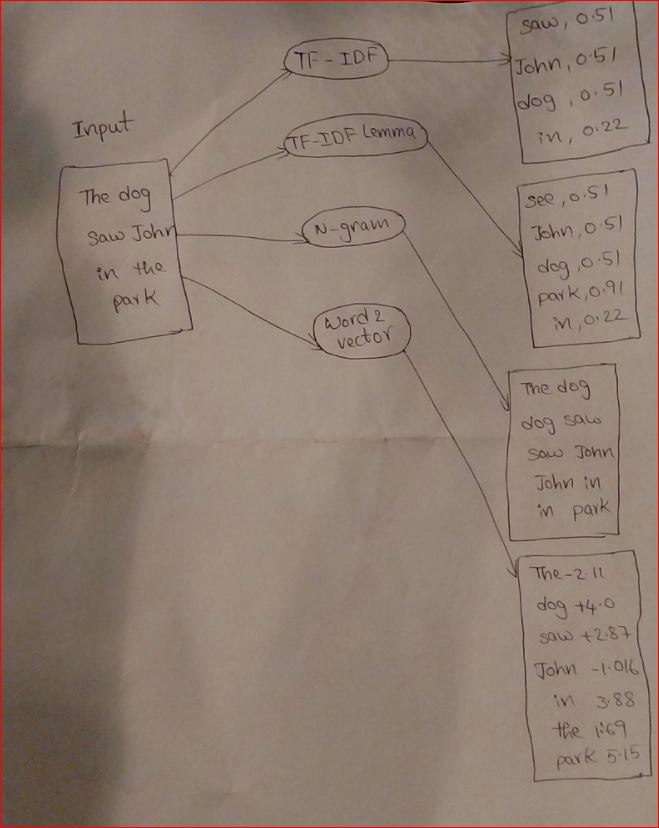 Input
The dog
saw John
in the
park
TF-IDF
TF-IDF Lemma
N-gram
Word2
vector
saw, 0.51
John, 0.51
dog, 0.51
in, 0.22
see, 0.51
John, 0.51
dog, 0.51
park, 0.91
in, 0.22
The dog
dog saw
saw John
John in
in park
The -2.11
dog +4.0
saw +2.87
John -1.016
in 3.88
the 1.69
park 5.15